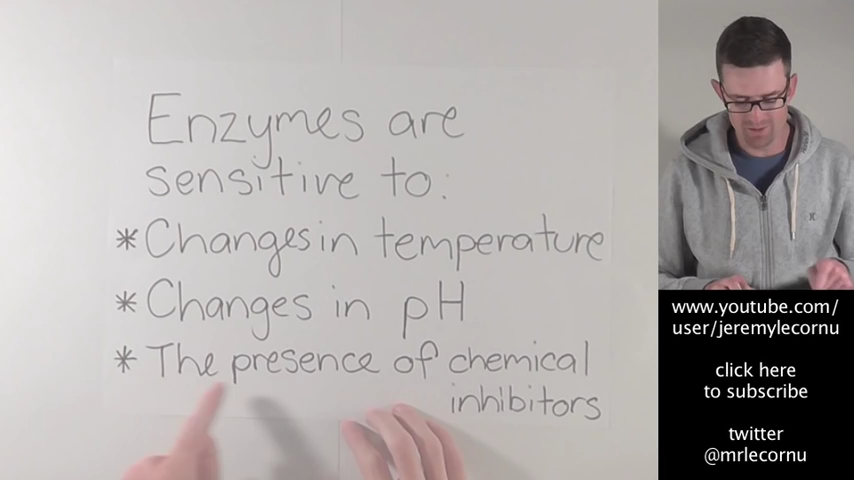 Enzymes are
sensitive to:
* Changes in temperature
* Changes in pH
* The presence of chemical
inhibitors
www.youtube.com/
user/jeremylecornu
click here
to subscribe
twitter
@mrlecornu